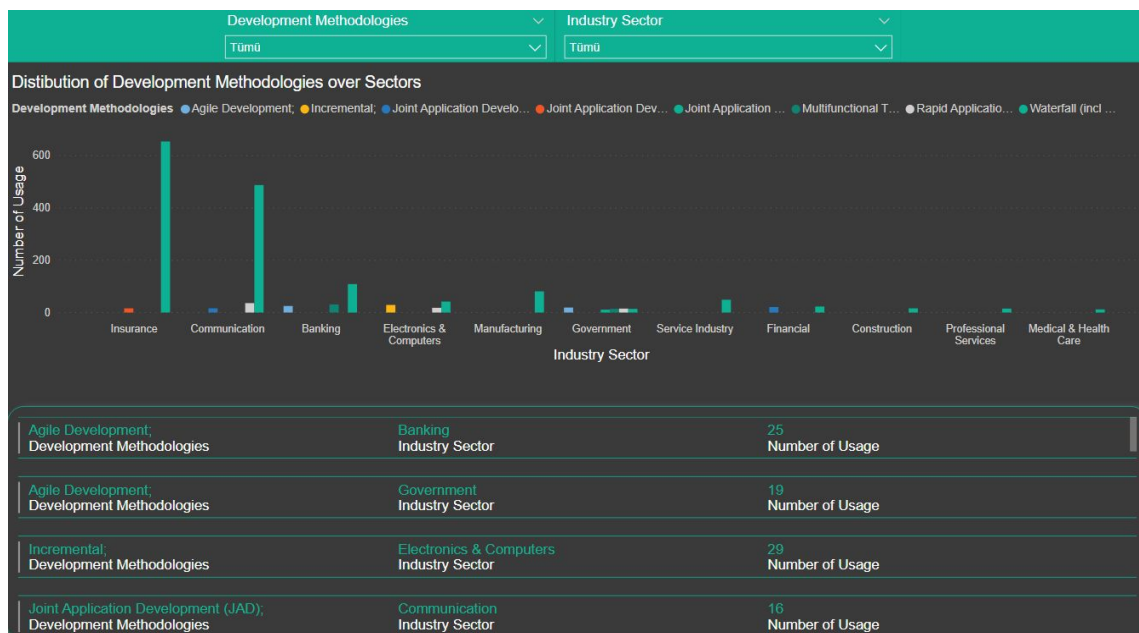 Development Methodologies
Industry Sector
Tümü
Tümü
Distibution of Development Methodologies over Sectors
Development Methodologies Agile Development; Incremental; Joint Application Develo... Joint Application Dev... Joint Application ... Multifunctional T... Rapid Applicatio... Waterfall (incl ...
Number of Usage
600
400
200
0
Insurance Communication Banking Electronics & Computers Manufacturing Government Service Industry Financial Construction Professional Services Medical & Health Care
Industry Sector
Agile Development; Banking 25
Development Methodologies Industry Sector Number of Usage
Agile Development; Government 19
Development Methodologies Industry Sector Number of Usage
Incremental; Electronics & Computers 29
Development Methodologies Industry Sector Number of Usage
Joint Application Development (JAD); Communication 16
Development Methodologies Industry Sector Number of Usage